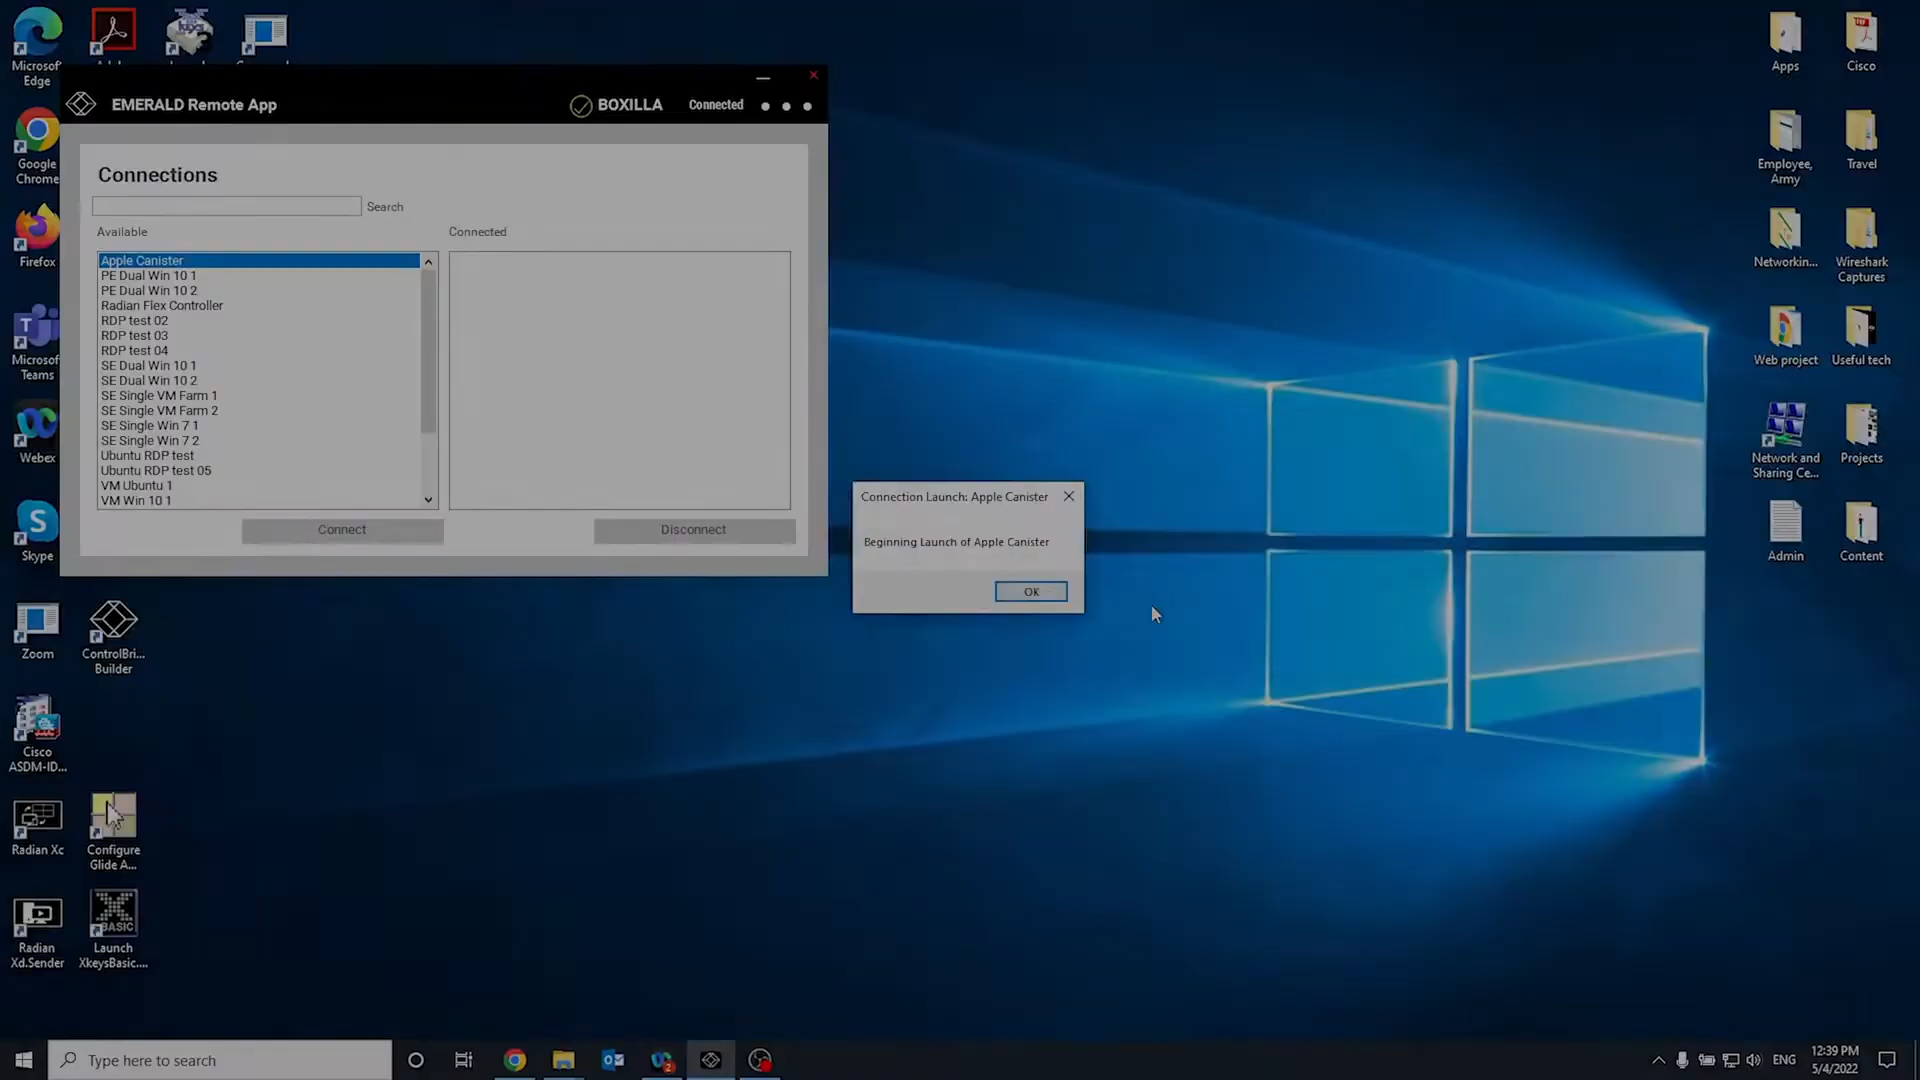 Microsoft
Edge
Google
Chrome
Firefox
Microsof
Teams
Webex
Skype
Zoom
ControlBri...
Builder
Cisco
ASDM-ID...
Radian Xc
Configure
Glide A...
Radian
Xd.Sender
BASIC
Launch
XkeysBasic....
EMERALD Remote App
BOXILLA
Connected
Connections
Search
Available
Connected
Apple Canister
PE Dual Win 10 1
PE Dual Win 10 2
Radian Flex Controller
RDP test 02
RDP test 03
RDP test 04
SE Dual Win 10 1
SE Dual Win 10 2
SE Single VM Farm 1
SE Single VM Farm 2
SE Single Win 7 1
SE Single Win 7 2
Ubuntu RDP test
Ubuntu RDP test 05
VM Ubuntu 1
VM Win 10 1
Connect
Disconnect
Connection Launch: Apple Canister
Beginning Launch of Apple Canister
OK
Apps
Cisco
Employee,
Army
Travel
Networkin...
Wireshark
Captures
Web project
Useful tech
Network and
Sharing Ce...
Projects
Admin
Content
Type here to search
2
ENG
12:39 PM
5/4/2022